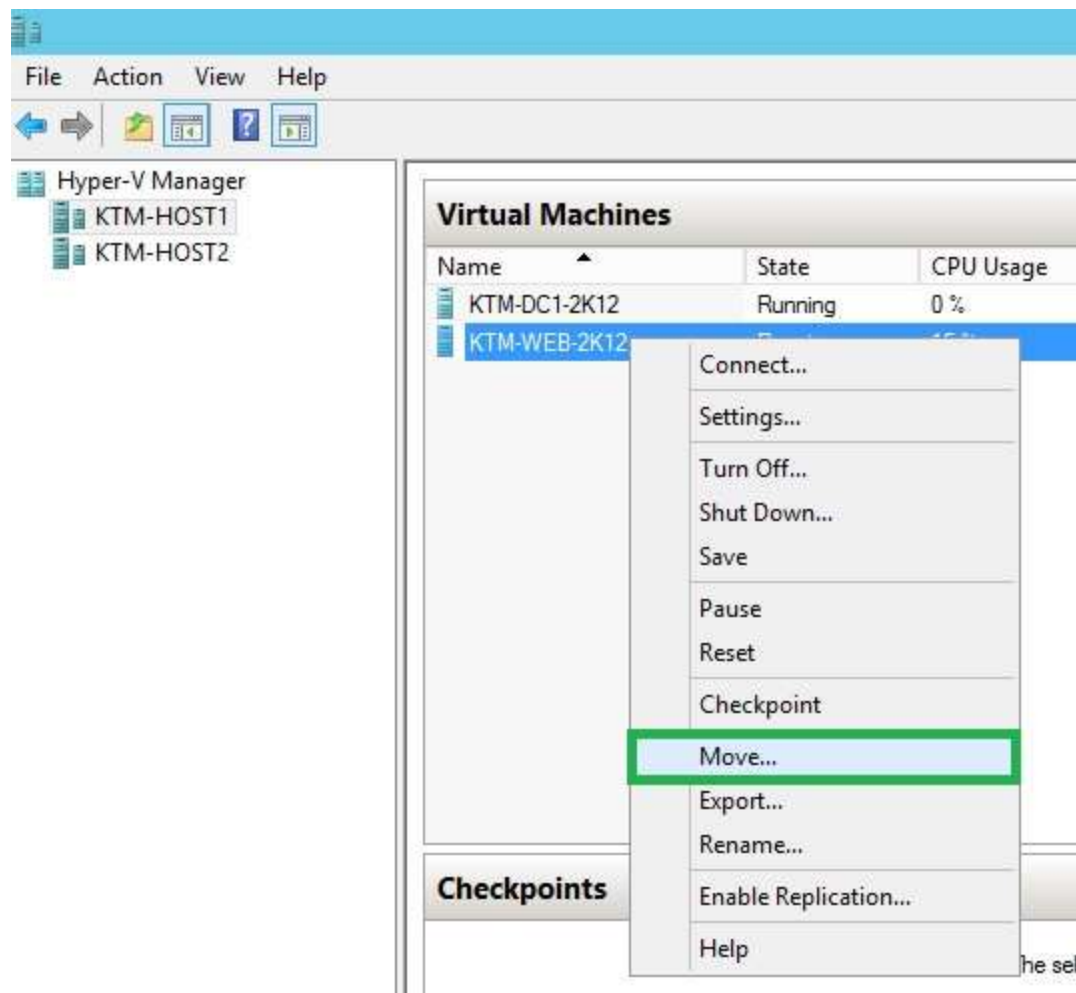 File Action View Help
Hyper-V Manager
KTM-HOST1
KTM-HOST2
Virtual Machines
Name State CPU Usage
KTM-DC1-2K12 Running 0 %
KTM-WEB-2K12
Connect...
Settings...
Turn Off...
Shut Down...
Save
Pause
Reset
Checkpoint
Move...
Export...
Rename...
Enable Replication...
Help
Checkpoints